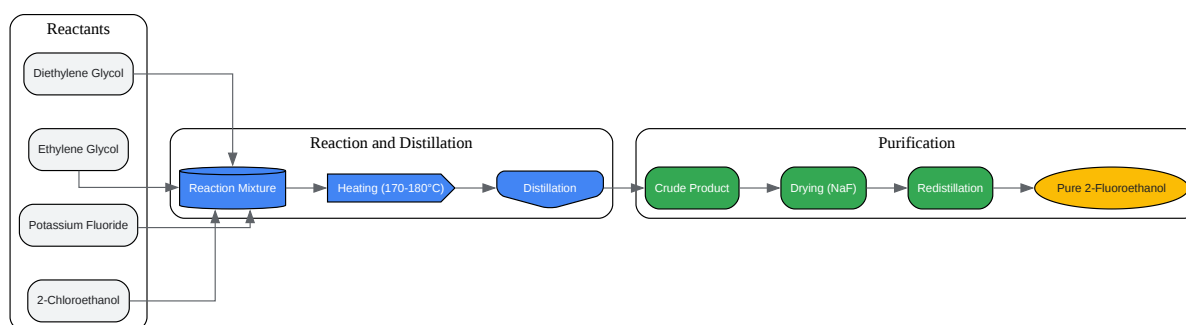 Reactants
Diethylene Glycol
Ethylene Glycol
Potassium Fluoride
2-Chloroethanol
Reaction and Distillation
Reaction Mixture
Heating (170-180°C)
Distillation
Purification
Crude Product
Drying (NaF)
Redistillation
Pure 2-Fluoroethanol